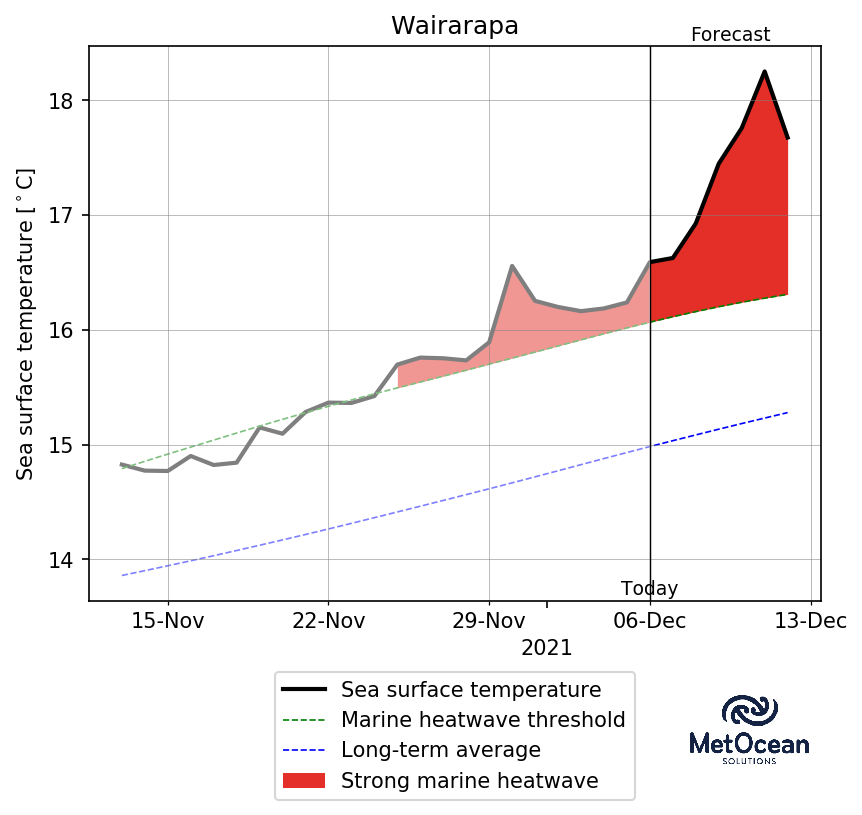 Wairarapa
Forecast
18
17
16
15
14
Sea surface temperature [°C]
Today
15-Nov 22-Nov 29-Nov 06-Dec 13-Dec
2021
Sea surface temperature
Marine heatwave threshold
Long-term average
Strong marine heatwave
MetOcean
SOLUTIONS